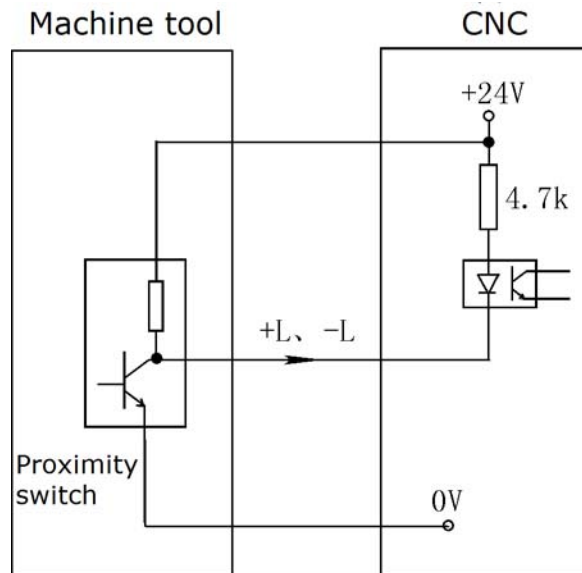 Machine tool
CNC
+24V
4.7k
+L、-L
Proximity
switch
0V